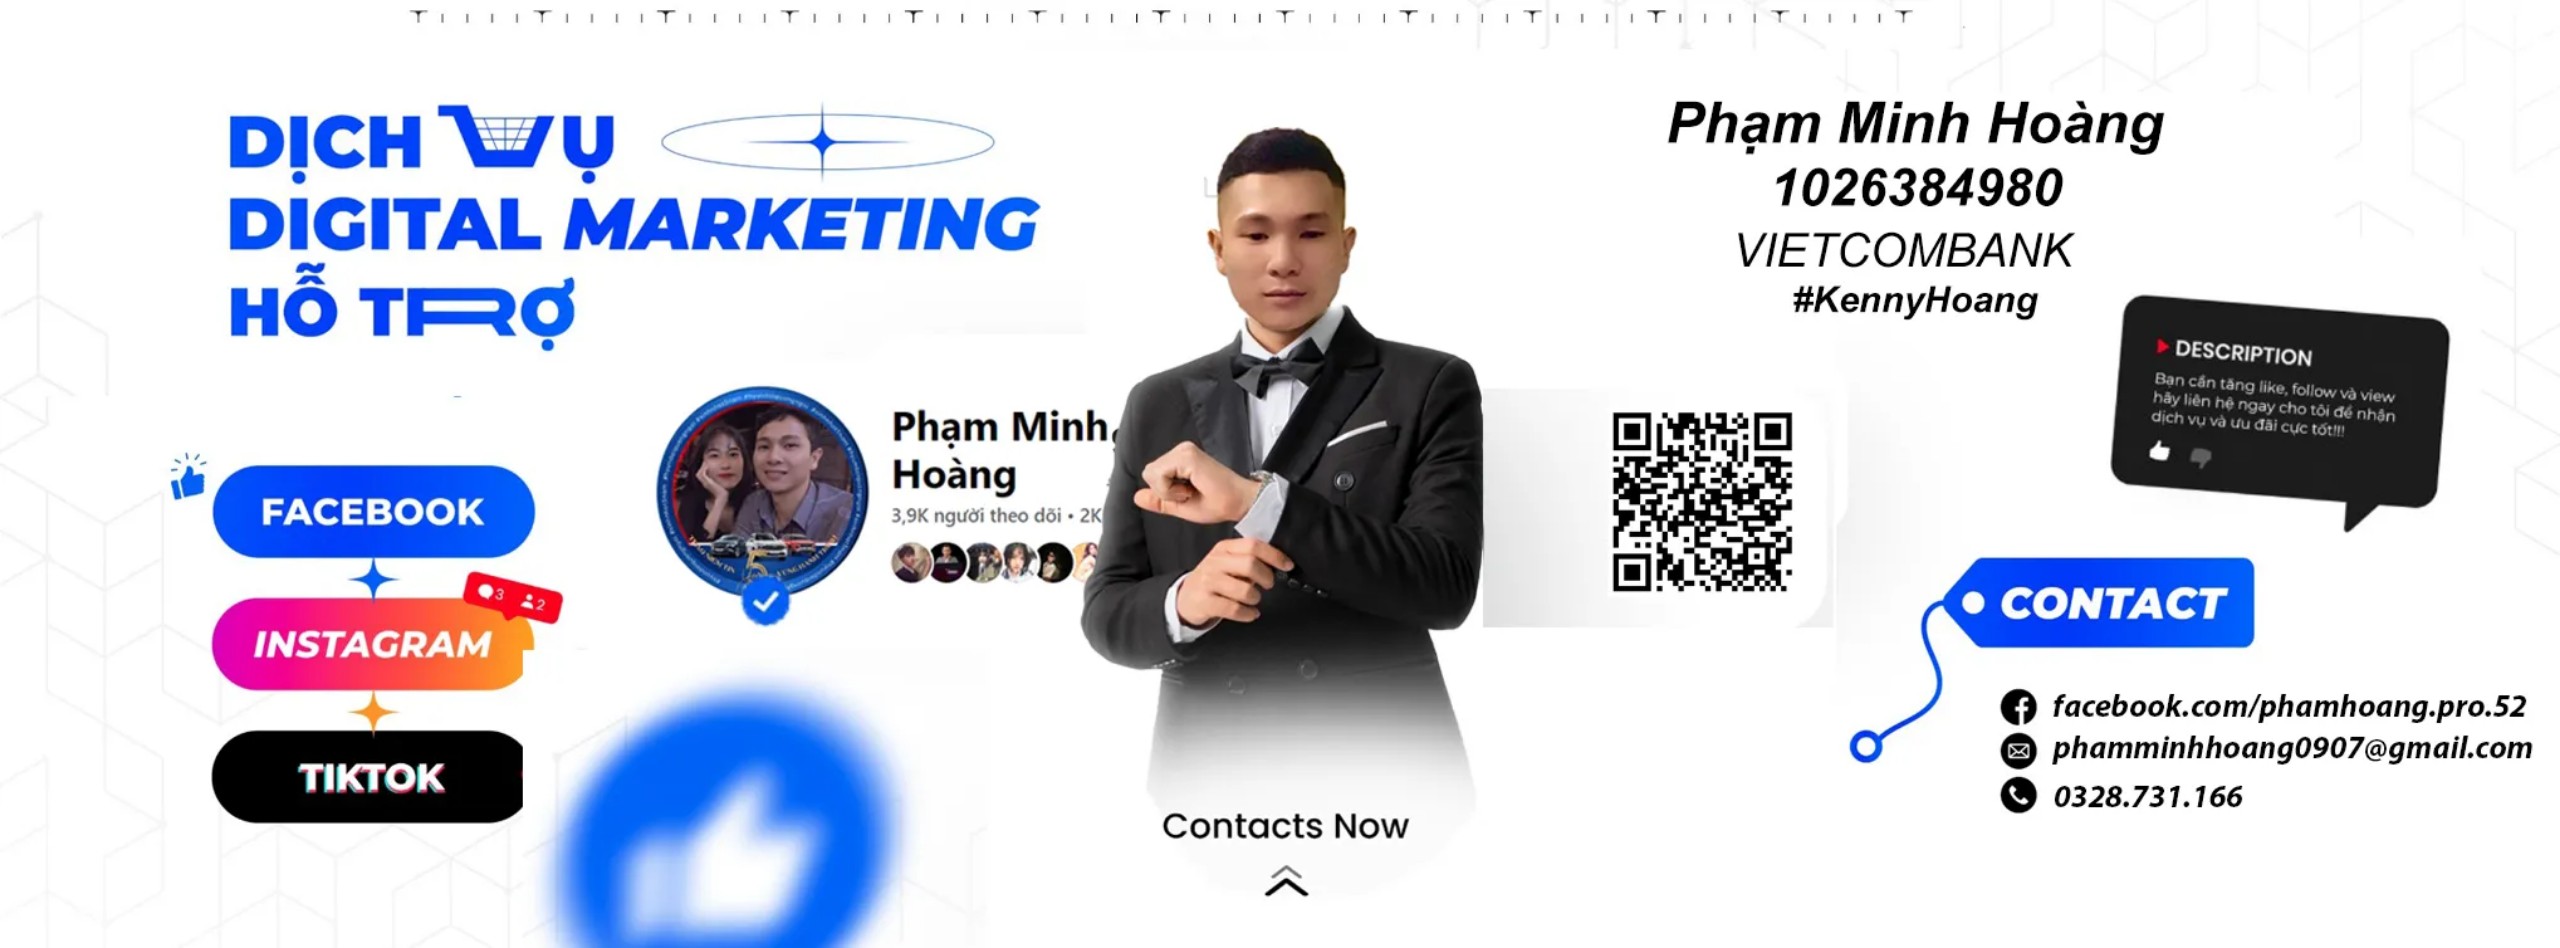 DỊCH VỤ
DIGITAL MARKETING
HỖ TRỢ
FACEBOOK
3 2
INSTAGRAM
TIKTOK
Phạm Minh
Hoàng
3,9K người theo dõi • 2K
5
Contacts Now
Phạm Minh Hoàng
1026384980
VIETCOMBANK
#KennyHoang
DESCRIPTION
Bạn cần tăng like, follow và view
hãy liên hệ ngay cho tôi để nhận
dịch vụ và ưu đãi cực tốt!!!
CONTACT
facebook.com/phamhoang.pro.52
phamminhhoang0907@gmail.com
0328.731.166